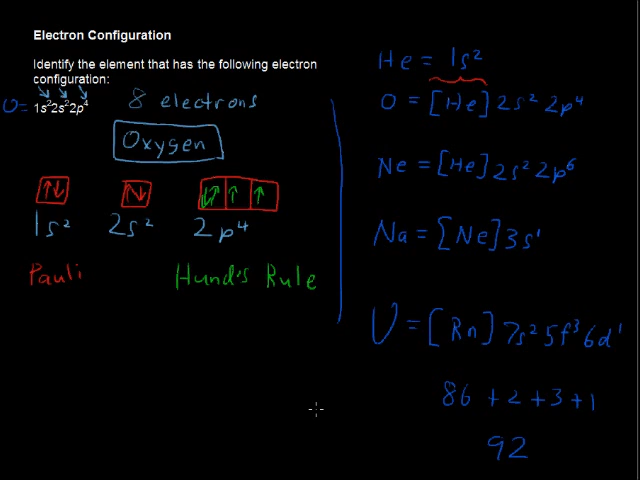 Electron Configuration
Identify the element that has the following electron
configuration:
O = 1s²2s²2p⁴
8 electrons
Oxygen
1s² 2s² 2p⁴
Pauli Hund's Rule
He = 1s²
O = [He] 2s² 2p⁴
Ne = [He] 2s² 2p⁶
Na = [Ne] 3s¹
U = [Rn] 7s² 5f³ 6d¹
86 + 2 + 3 + 1
92